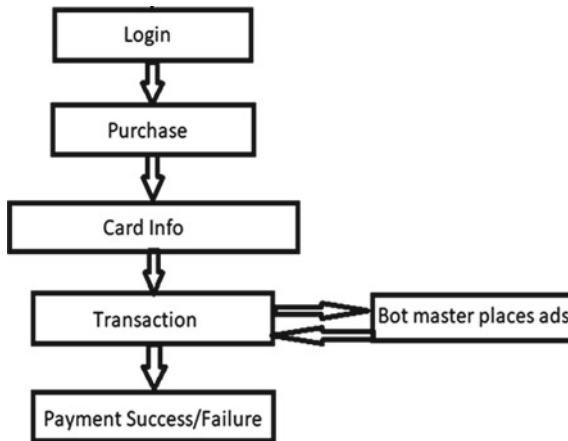 Login
Purchase
Card Info
Transaction
Bot master places ads
Payment Success/Failure